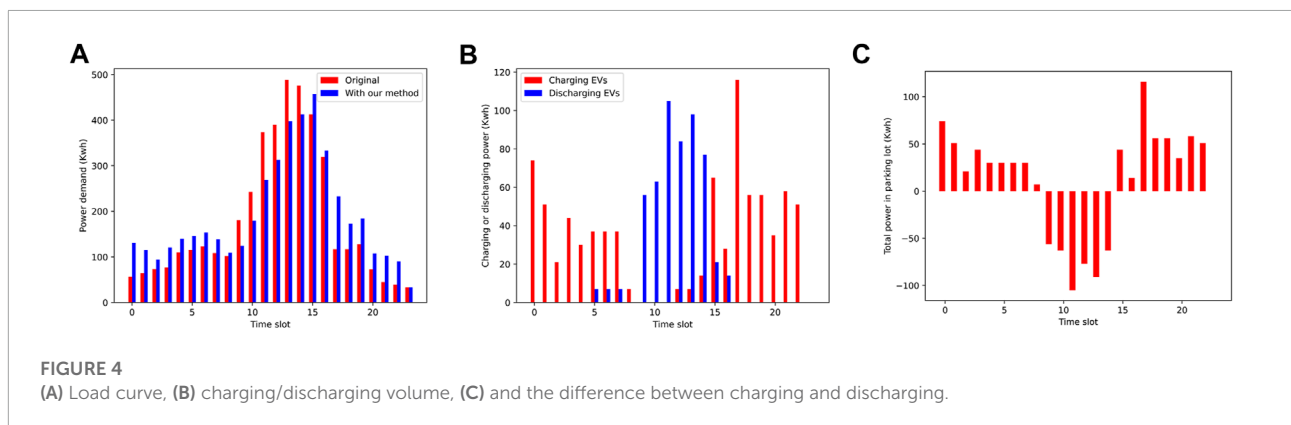 A
500
400
300
200
100
0
Power demand (Kwh)
Original
With our method
0
5
10
15
20
Time slot
B
120
100
80
60
40
20
0
Charging or discharging power (Kwh)
Charging EVs
Discharging EVs
0
5
10
15
20
Time slot
C
100
50
0
−50
−100
Total power in parking lot (Kwh)
0
5
10
15
20
Time slot
FIGURE 4
(A) Load curve, (B) charging/discharging volume, (C) and the difference between charging and discharging.